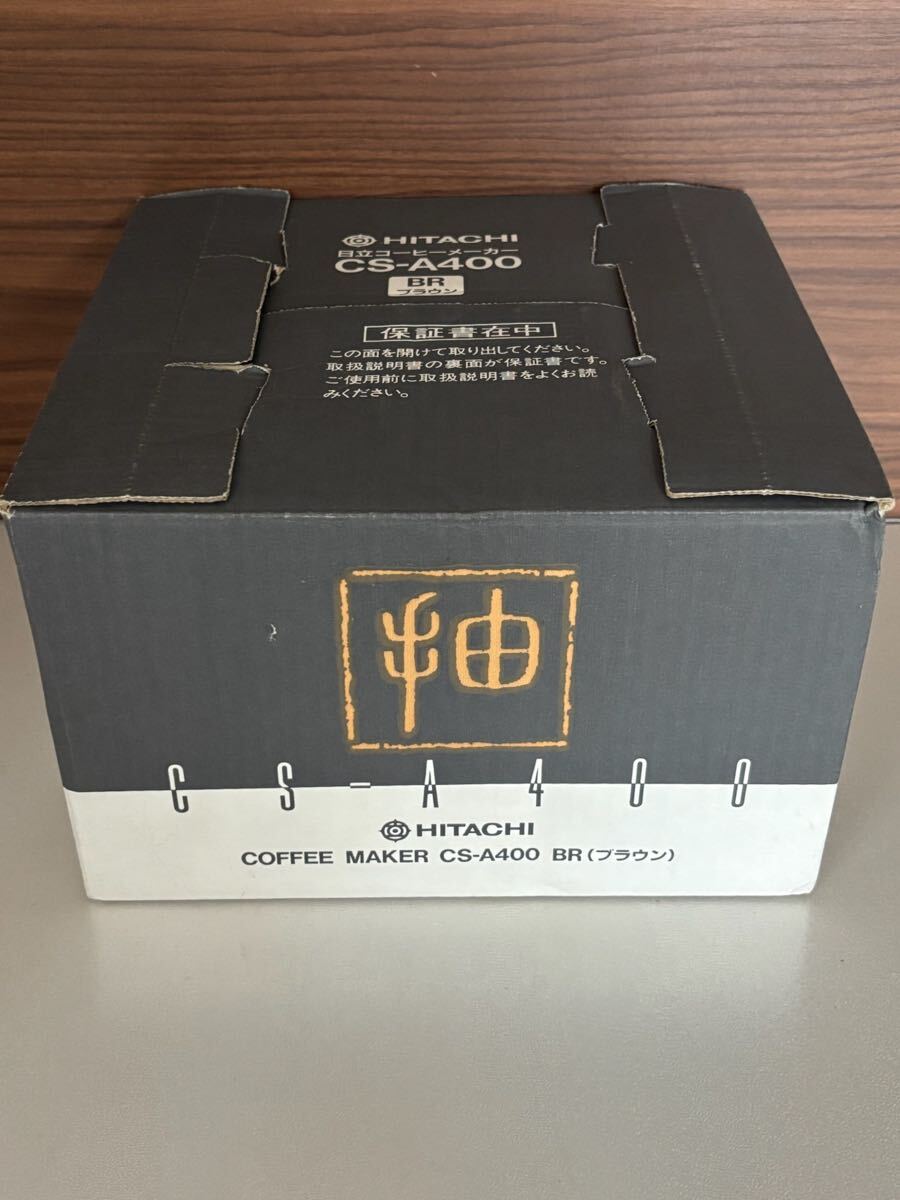 HITACHI
日立コーヒーメーカー
CS-A400
BR
ブラウン
保証書在中
この面を開けて取り出してください。
取扱説明書の裏面が保証書です。
ご使用前に取扱説明書をよくお読
みください。
抽
CS-A400
HITACHI
COFFEE MAKER CS-A400 BR(ブラウン)